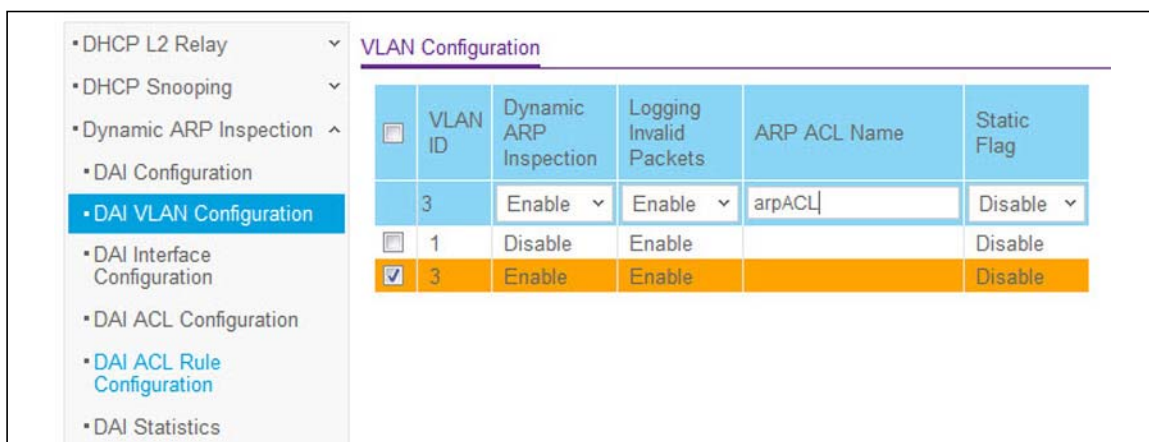 DHCP L2 Relay
DHCP Snooping
Dynamic ARP Inspection
DAI Configuration
DAI VLAN Configuration
DAI Interface
Configuration
DAI ACL Configuration
DAI ACL Rule
Configuration
DAI Statistics
VLAN Configuration
VLAN ID Dynamic ARP Inspection Logging Invalid Packets ARP ACL Name Static Flag
3 Enable Enable arpACL Disable
1 Disable Enable Disable
3 Enable Enable Disable